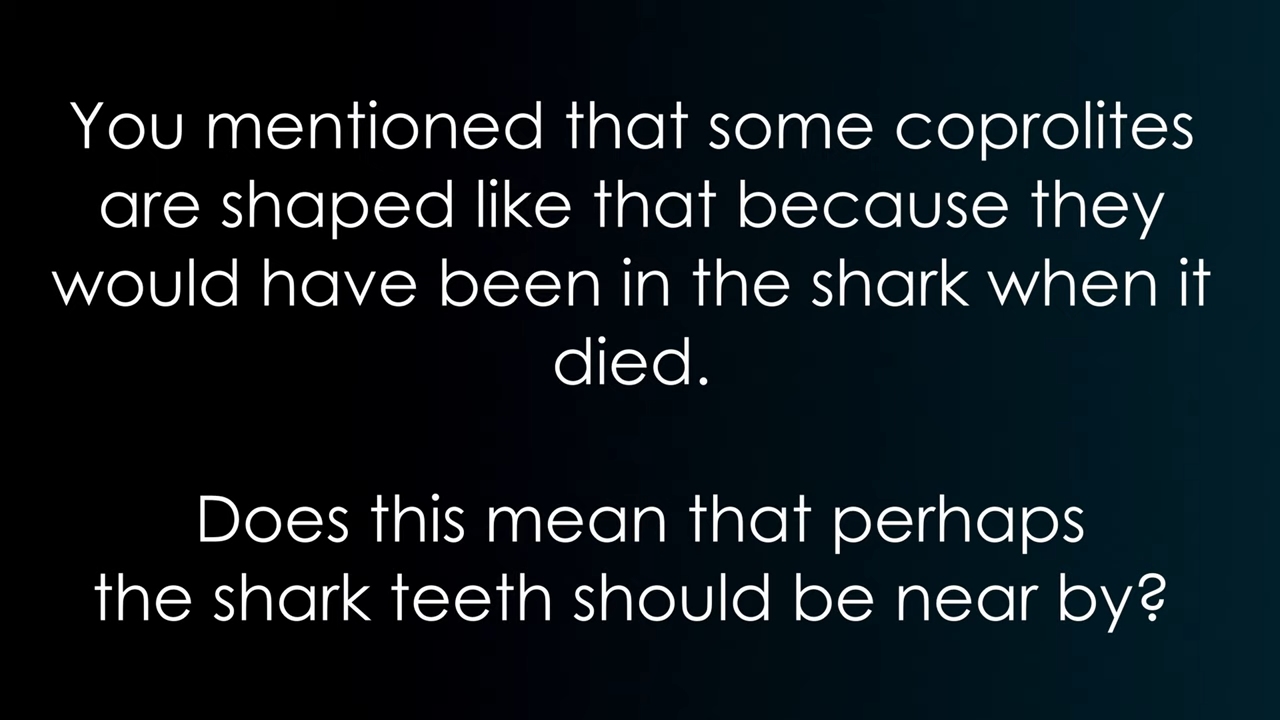 You mentioned that some coprolites
are shaped like that because they
would have been in the shark when it
died.
Does this mean that perhaps
the shark teeth should be near by?